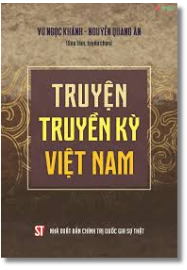 VŨ NGỌC KHÁNH - NGUYỄN QUANG ÂN
(Sưu tầm, tuyển chọn)
TRUYỆN
TRUYỀN KỲ
VIỆT NAM
ST NHÀ XUẤT BẢN CHÍNH TRỊ QUỐC GIA SỰ THẬT